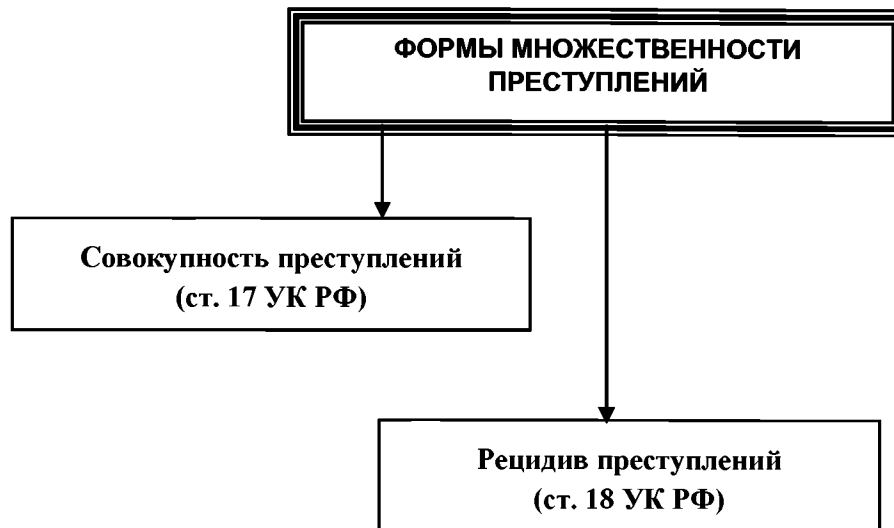 ФОРМЫ МНОЖЕСТВЕННОСТИ
ПРЕСТУПЛЕНИЙ
Совокупность преступлений
(ст. 17 УК РФ)
Рецидив преступлений
(ст. 18 УК РФ)